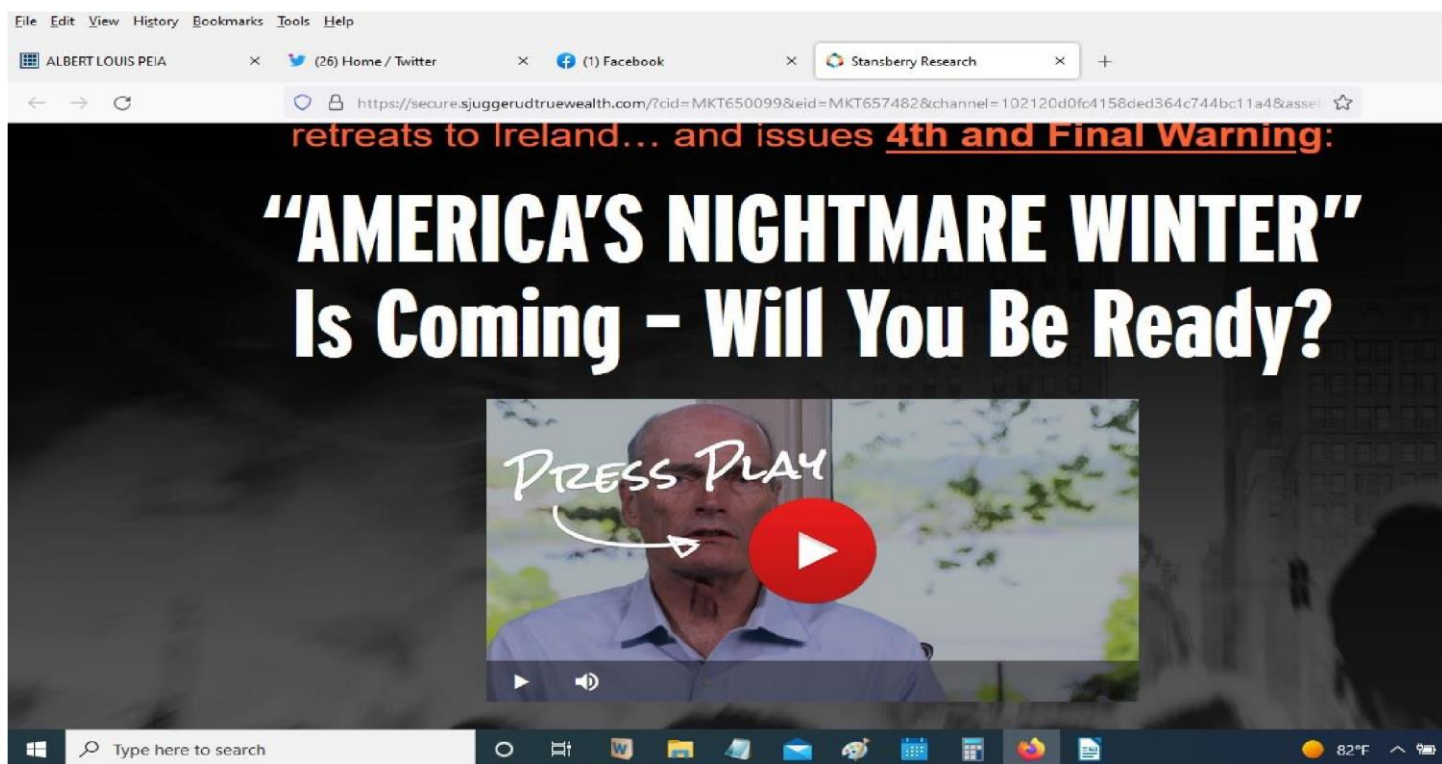 File Edit View History Bookmarks Tools Help
ALBERT LOUIS PEIA × (26) Home / Twitter × (1) Facebook × Stansberry Research × +
https://secure.sjuggerudtruewealth.com/?cid=MKT650099&eid=MKT657482&channel=102120d0fc4158ded364c744bc11a4&asset
retreats to Ireland... and issues 4th and Final Warning:
“AMERICA’S NIGHTMARE WINTER”
Is Coming – Will You Be Ready?
PRESS PLAY
Type here to search W 82°F